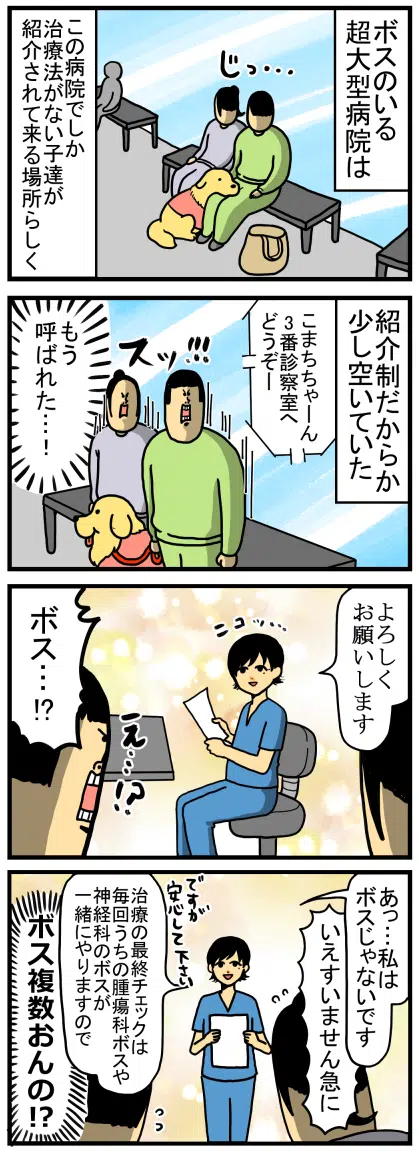 ボスのいる
超大型病院は
じっ・・・
この病院でしか
治療法がない子達が
紹介されて来る場所らしく
紹介制だからか
少し空いていた
こまちちゃーん
3番診察室へ
どうぞー
スッ!!!
もう
呼ばれた…!
よろしく
お願いします
ニコッ…
ボス…!?
え…!?
あっ…私は
ボスじゃないです
いえすいません急に
ですが
安心して下さい
治療の最終チェックは
毎回うちの腫瘍科ボスや
神経科のボスが
一緒にやりますので
ボス複数おんの!?